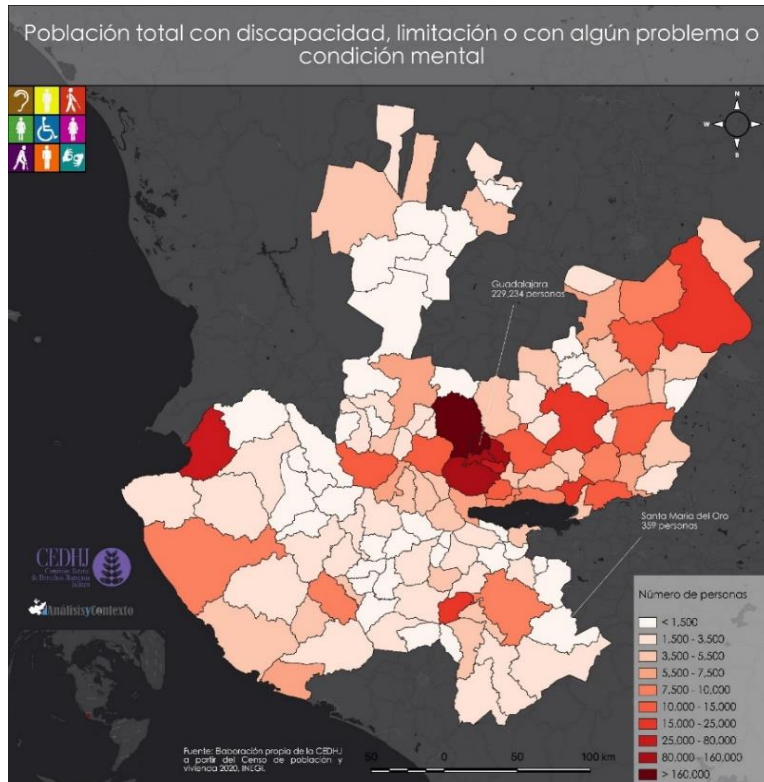 Población total con discapacidad, limitación o con algún problema o
condición mental
N
W
E
Guadalajara
229,234 personas
Santa María del Oro
359 personas
CEDHJ
Comisión Estatal
de Derechos Humanos
Jalisco
AnálisisyContexto
Número de personas
< 1,500
1,500 - 3,500
3,500 - 5,500
5,500 - 7,500
7,500 - 10,000
10,000 - 15,000
15,000 - 25,000
25,000 - 80,000
80,000 - 160,000
> 160,000
Fuente: Elaboración propia de la CEDHJ
a partir del Censo de población y
vivienda 2020, INEGI.
50 0 50 100 km